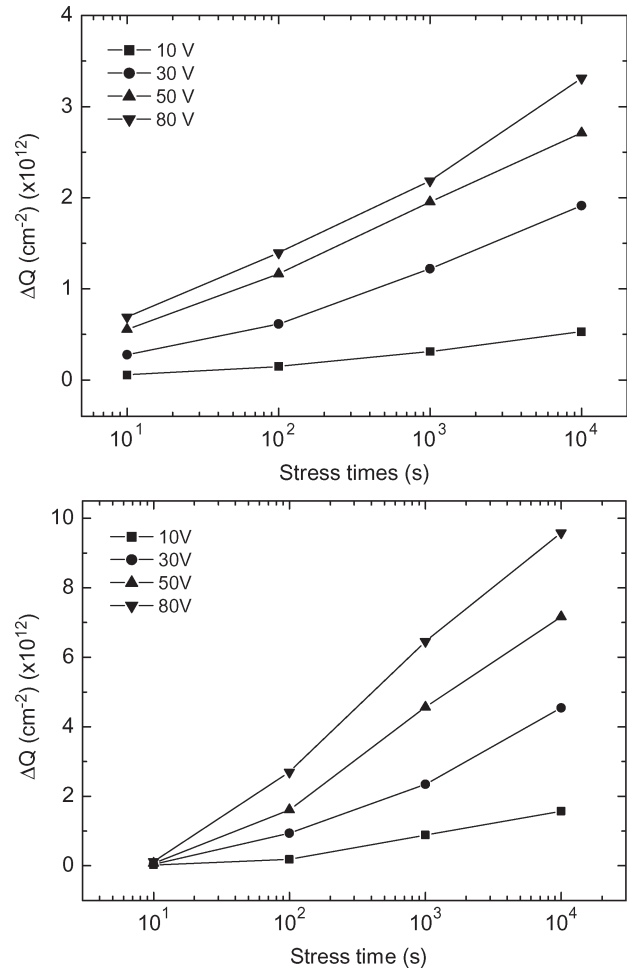 4
3
2
1
0
ΔQ (cm⁻²) (x10¹²)
10 V
30 V
50 V
80 V
10¹ 10² 10³ 10⁴
Stress times (s)
10
8
6
4
2
0
ΔQ (cm⁻²) (x10¹²)
10V
30V
50V
80V
10¹ 10² 10³ 10⁴
Stress time (s)